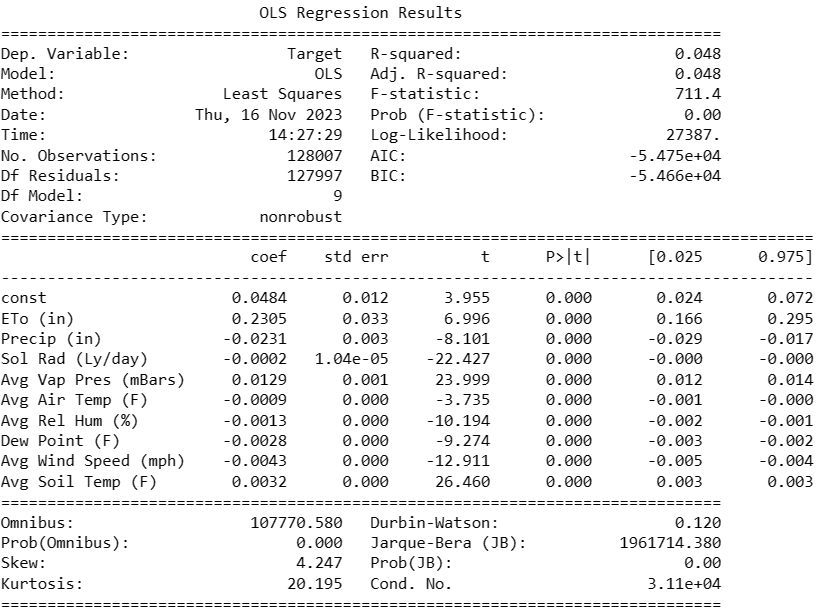 OLS Regression Results
==============================================================================
Dep. Variable: Target R-squared: 0.048
Model: OLS Adj. R-squared: 0.048
Method: Least Squares F-statistic: 711.4
Date: Thu, 16 Nov 2023 Prob (F-statistic): 0.00
Time: 14:27:29 Log-Likelihood: 27387.
No. Observations: 128007 AIC: -5.475e+04
Df Residuals: 127997 BIC: -5.466e+04
Df Model: 9
Covariance Type: nonrobust
========================================================================================
coef std err t P>|t| [0.025 0.975]
----------------------------------------------------------------------------------------
const 0.0484 0.012 3.955 0.000 0.024 0.072
ETo (in) 0.2305 0.033 6.996 0.000 0.166 0.295
Precip (in) -0.0231 0.003 -8.101 0.000 -0.029 -0.017
Sol Rad (Ly/day) -0.0002 1.04e-05 -22.427 0.000 -0.000 -0.000
Avg Vap Pres (mBars) 0.0129 0.001 23.999 0.000 0.012 0.014
Avg Air Temp (F) -0.0009 0.000 -3.735 0.000 -0.001 -0.000
Avg Rel Hum (%) -0.0013 0.000 -10.194 0.000 -0.002 -0.001
Dew Point (F) -0.0028 0.000 -9.274 0.000 -0.003 -0.002
Avg Wind Speed (mph) -0.0043 0.000 -12.911 0.000 -0.005 -0.004
Avg Soil Temp (F) 0.0032 0.000 26.460 0.000 0.003 0.003
==============================================================================
Omnibus: 107770.580 Durbin-Watson: 0.120
Prob(Omnibus): 0.000 Jarque-Bera (JB): 1961714.380
Skew: 4.247 Prob(JB): 0.00
Kurtosis: 20.195 Cond. No. 3.11e+04
==============================================================================